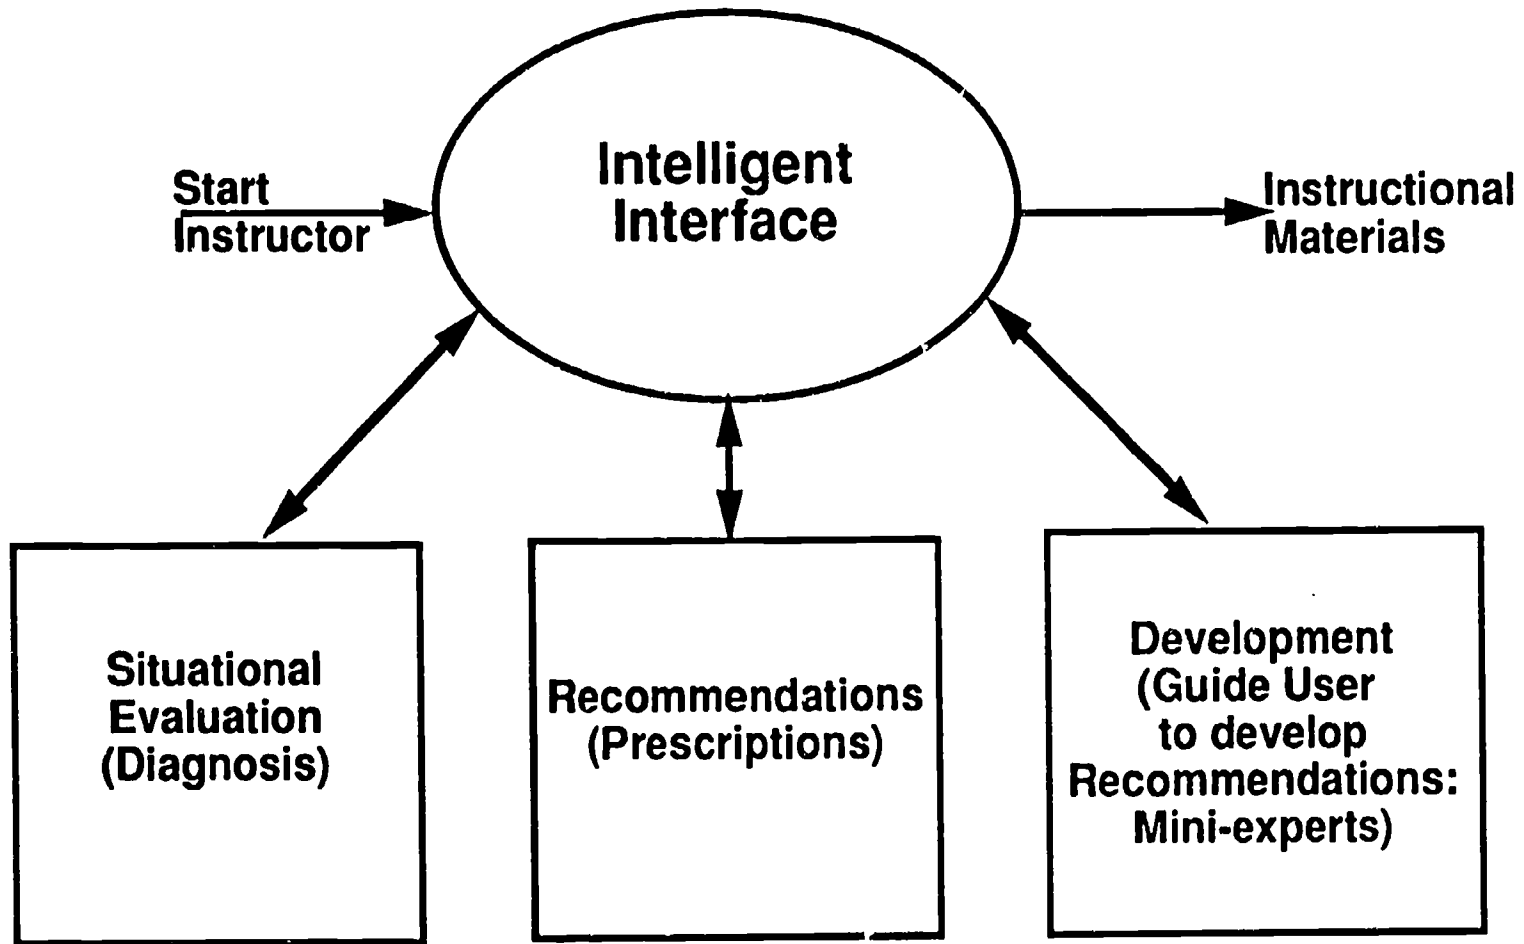 Intelligent
Interface
Start
Instructor
Instructional
Materials
Situational
Evaluation
(Diagnosis)
Recommendations
(Prescriptions)
Development
(Guide User
to develop
Recommendations:
Mini-experts)